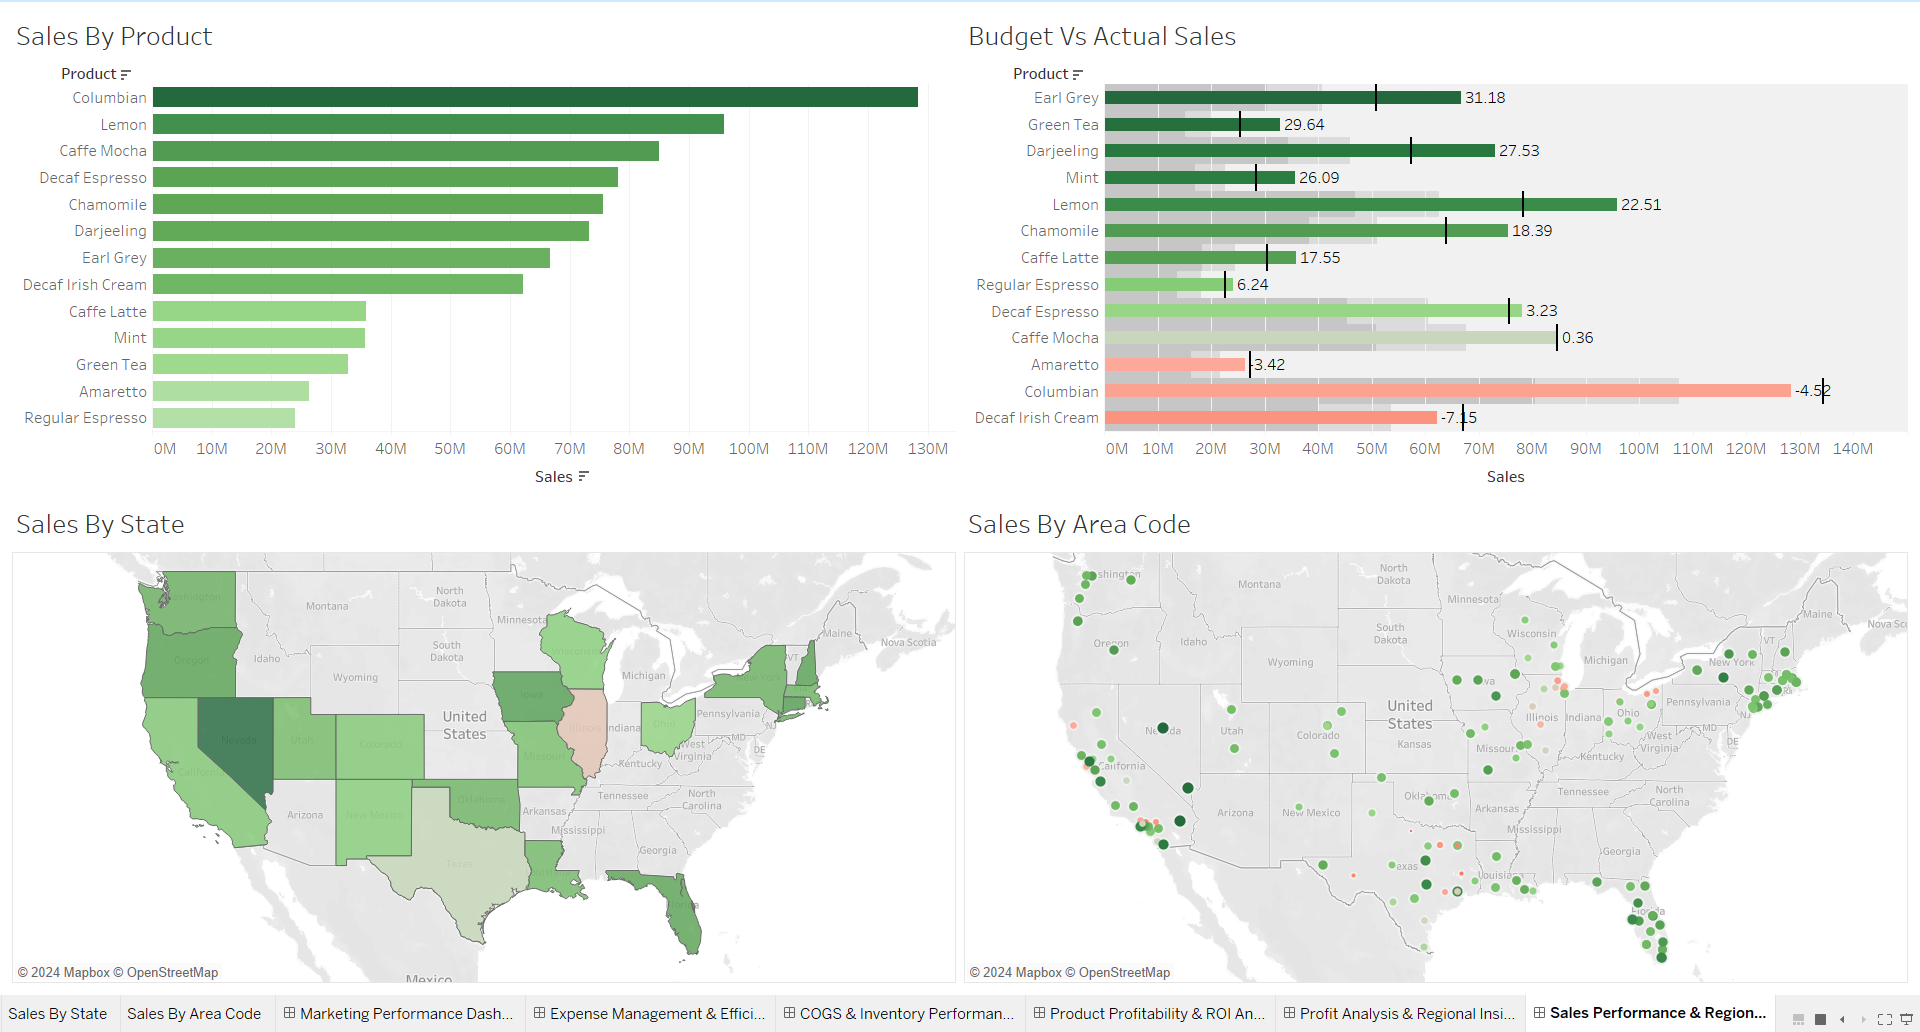 Sales By Product
Product
Columbian
Lemon
Caffe Mocha
Decaf Espresso
Chamomile
Darjeeling
Earl Grey
Decaf Irish Cream
Caffe Latte
Mint
Green Tea
Amaretto
Regular Espresso
0M 10M 20M 30M 40M 50M 60M 70M 80M 90M 100M 110M 120M 130M
Sales
Budget Vs Actual Sales
Product
Earl Grey 31.18
Green Tea 29.64
Darjeeling 27.53
Mint 26.09
Lemon 22.51
Chamomile 18.39
Caffe Latte 17.55
Regular Espresso 6.24
Decaf Espresso 3.23
Caffe Mocha 0.36
Amaretto -3.42
Columbian -4.52
Decaf Irish Cream -7.15
0M 10M 20M 30M 40M 50M 60M 70M 80M 90M 100M 110M 120M 130M 140M
Sales
Sales By State
Montana
North
Dakota
Minnesota
Maine
Nova Scotia
Oregon
Idaho
South
Dakota
Wisconsin
VT
Wyoming
Michigan
New York
Iowa
United
States
Pennsylvania
Nevada
Utah
Colorado
Illinois
Indiana
Ohio
MD
DE
West
Virginia
California
Missouri
Kentucky
Arizona
New Mexico
Oklahoma
Arkansas
Tennessee
North
Carolina
Mississippi
Georgia
Texas
Florida
Mexico
© 2024 Mapbox © OpenStreetMap
Sales By Area Code
shington
Montana
North
Dakota
Minnesota
Maine
Nova Sc
Oregon
Idaho
South
Dakota
Wisconsin
VT
Wyoming
Michigan
New York
United
States
Pennsylvania
Nevada
Utah
Colorado
Kansas
Missouri
Illinois
Indiana
Ohio
MD
DE
West
Virginia
California
Kentucky
Arizona
New Mexico
Oklahoma
Arkansas
Tennessee
North
Carolina
Mississippi
Georgia
exas
Louisiana
Florida
© 2024 Mapbox © OpenStreetMap
Sales By State Sales By Area Code Marketing Performance Dash... Expense Management & Effici... COGS & Inventory Performan... Product Profitability & ROI An... Profit Analysis & Regional Insi... Sales Performance & Region...